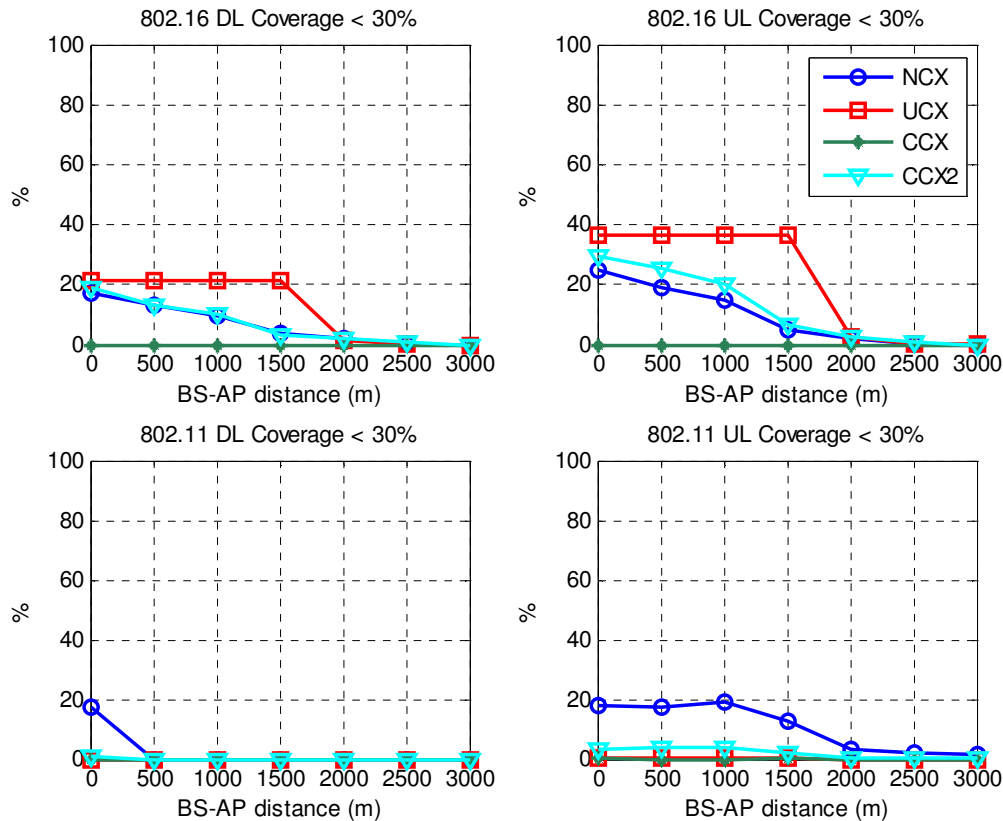 802.16 DL Coverage < 30%
100
80
60
40
20
0
%
0 500 1000 1500 2000 2500 3000
BS-AP distance (m)
802.16 UL Coverage < 30%
100
80
60
40
20
0
%
NCX
UCX
CCX
CCX2
0 500 1000 1500 2000 2500 3000
BS-AP distance (m)
802.11 DL Coverage < 30%
100
80
60
40
20
0
%
0 500 1000 1500 2000 2500 3000
BS-AP distance (m)
802.11 UL Coverage < 30%
100
80
60
40
20
0
%
0 500 1000 1500 2000 2500 3000
BS-AP distance (m)